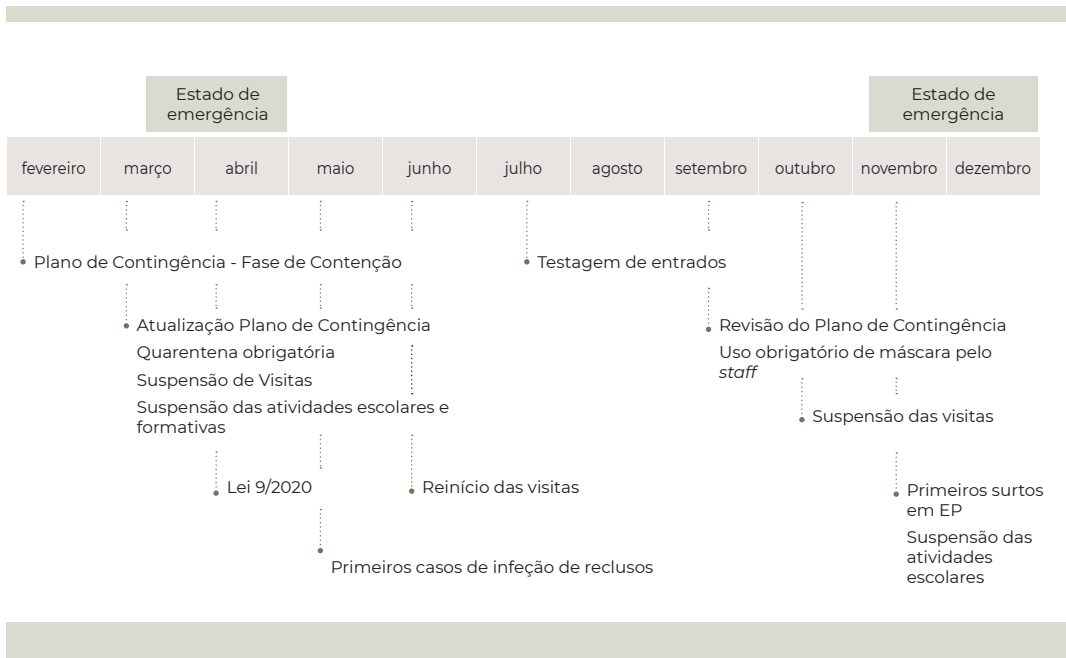 Estado de
emergência
Estado de
emergência
fevereiro março abril maio junho julho agosto setembro outubro novembro dezembro
Plano de Contingência - Fase de Contenção
Testagem de entrados
Atualização Plano de Contingência
Quarentena obrigatória
Suspensão de Visitas
Suspensão das atividades escolares e
formativas
Revisão do Plano de Contingência
Uso obrigatório de máscara pelo
staff
Suspensão das visitas
Lei 9/2020
Reinício das visitas
Primeiros surtos
em EP
Suspensão das
atividades
escolares
Primeiros casos de infeção de reclusos